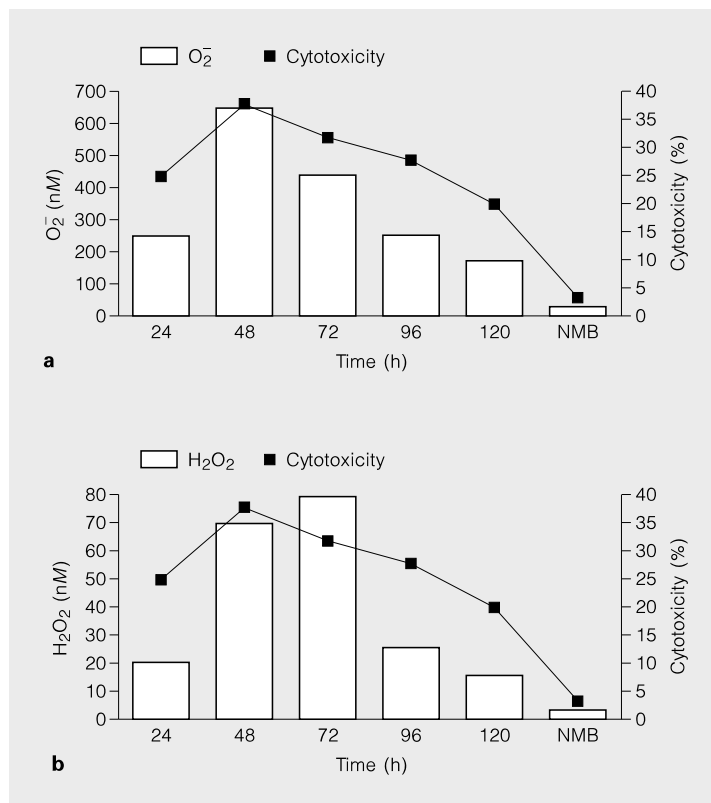 O₂⁻ Cytotoxicity
700 40
600 35
500 30
400 25
300 20
200 15
100 10
0 5
0
O₂⁻ (nM)
Cytotoxicity (%)
24 48 72 96 120 NMB
Time (h)
a
H₂O₂ Cytotoxicity
80 40
70 35
60 30
50 25
40 20
30 15
20 10
10 5
0 0
H₂O₂ (nM)
Cytotoxicity (%)
24 48 72 96 120 NMB
Time (h)
b